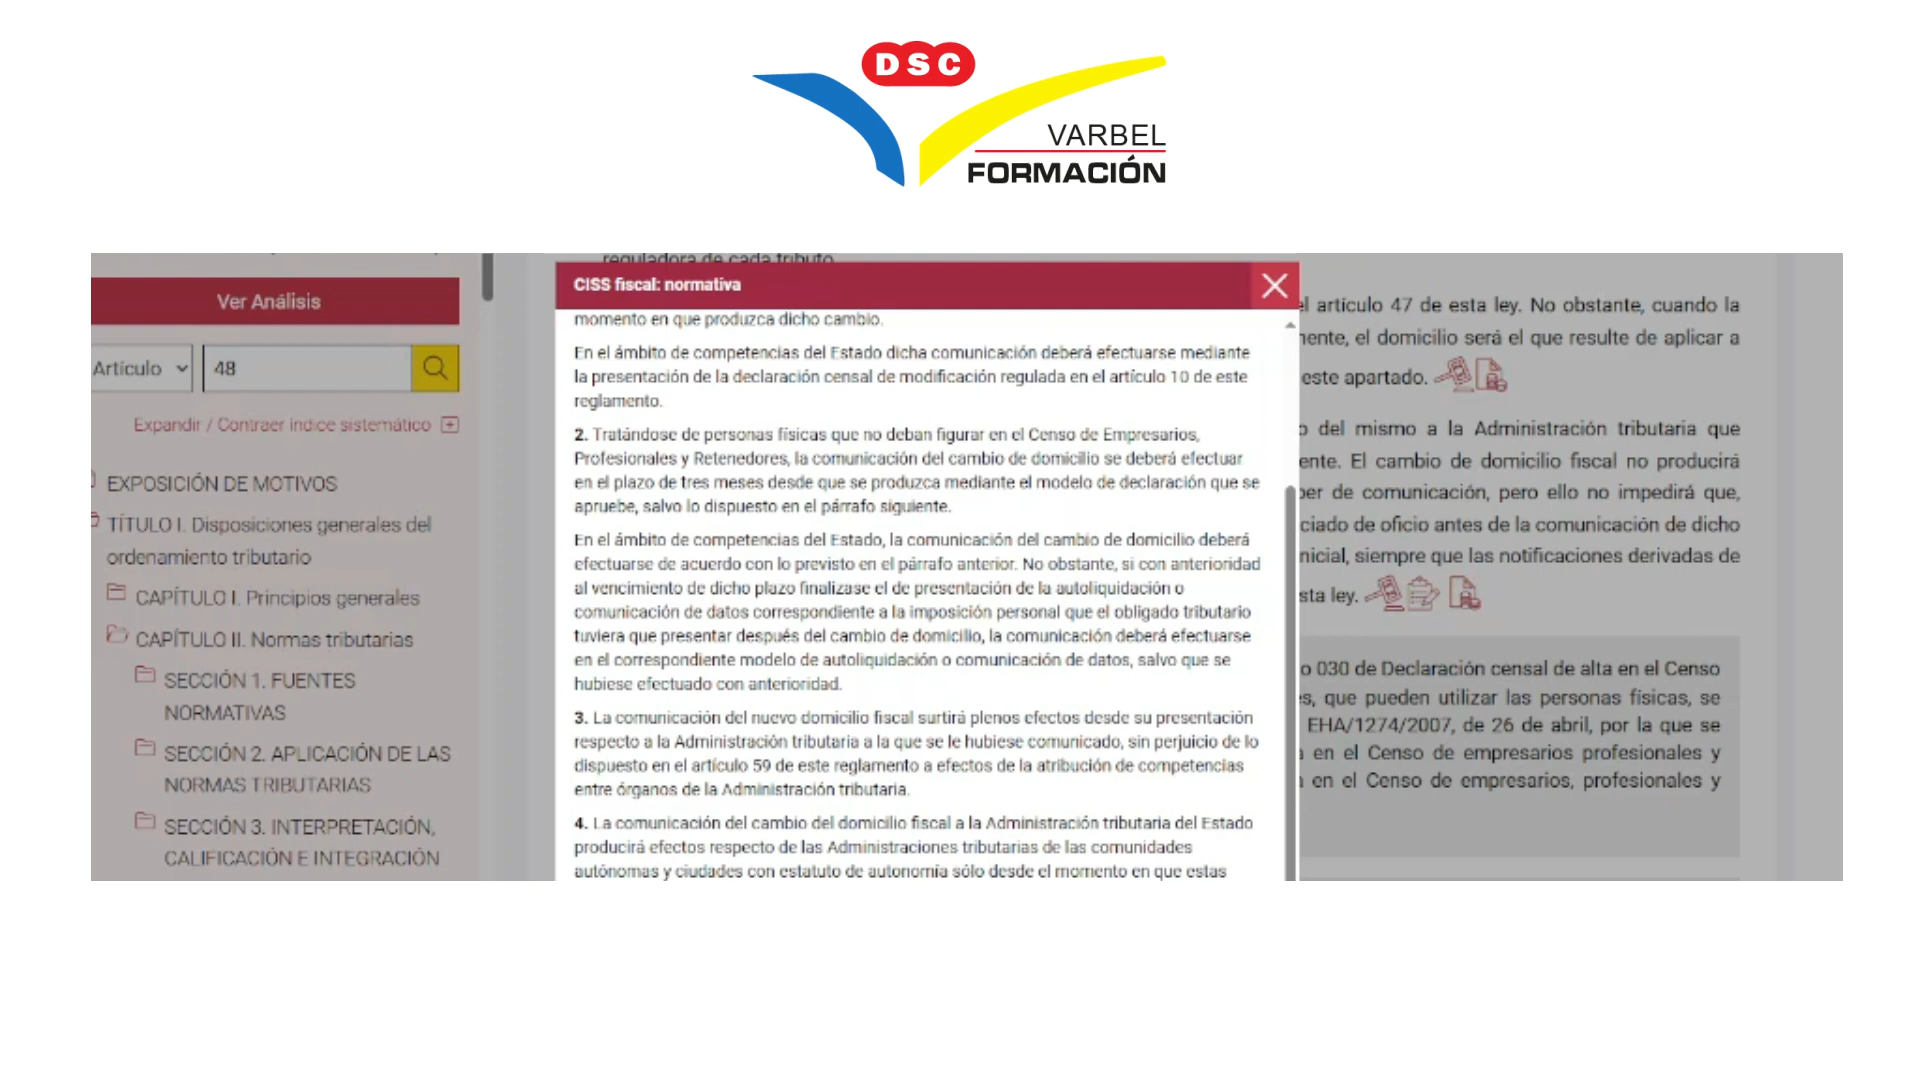 DSC
VARBEL
FORMACIÓN
Ver Análisis
Artículo
48
Expandir / Contraer índice sistemático
EXPOSICIÓN DE MOTIVOS
TÍTULO I. Disposiciones generales del
ordenamiento tributario
CAPÍTULO I. Principios generales
CAPÍTULO II. Normas tributarias
SECCIÓN 1. FUENTES
NORMATIVAS
SECCIÓN 2. APLICACIÓN DE LAS
NORMAS TRIBUTARIAS
SECCIÓN 3. INTERPRETACIÓN,
CALIFICACIÓN E INTEGRACIÓN
reguladora de cada tributo
CISS fiscal: normativa
momento en que produzca dicho cambio.
En el ámbito de competencias del Estado dicha comunicación deberá efectuarse mediante
la presentación de la declaración censal de modificación regulada en el artículo 10 de este
reglamento.
2. Tratándose de personas físicas que no deban figurar en el Censo de Empresarios,
Profesionales y Retenedores, la comunicación del cambio de domicilio se deberá efectuar
en el plazo de tres meses desde que se produzca mediante el modelo de declaración que se
apruebe, salvo lo dispuesto en el párrafo siguiente.
En el ámbito de competencias del Estado, la comunicación del cambio de domicilio deberá
efectuarse de acuerdo con lo previsto en el párrafo anterior. No obstante, si con anterioridad
al vencimiento de dicho plazo finalizase el de presentación de la autoliquidación o
comunicación de datos correspondiente a la imposición personal que el obligado tributario
tuviera que presentar después del cambio de domicilio, la comunicación deberá efectuarse
en el correspondiente modelo de autoliquidación o comunicación de datos, salvo que se
hubiese efectuado con anterioridad.
3. La comunicación del nuevo domicilio fiscal surtirá plenos efectos desde su presentación
respecto a la Administración tributaria a la que se le hubiese comunicado, sin perjuicio de lo
dispuesto en el artículo 59 de este reglamento a efectos de la atribución de competencias
entre órganos de la Administración tributaria.
4. La comunicación del cambio del domicilio fiscal a la Administración tributaria del Estado
producirá efectos respecto de las Administraciones tributarias de las comunidades
autónomas y ciudades con estatuto de autonomía sólo desde el momento en que estas
el artículo 47 de esta ley. No obstante, cuando la
mente, el domicilio será el que resulte de aplicar a
este apartado.
o del mismo a la Administración tributaria que
ente. El cambio de domicilio fiscal no producirá
ber de comunicación, pero ello no impedirá que,
ciado de oficio antes de la comunicación de dicho
nicial, siempre que las notificaciones derivadas de
sta ley.
o 030 de Declaración censal de alta en el Censo
s, que pueden utilizar las personas físicas, se
EHA/1274/2007, de 26 de abril, por la que se
en el Censo de empresarios profesionales y
en el Censo de empresarios, profesionales y